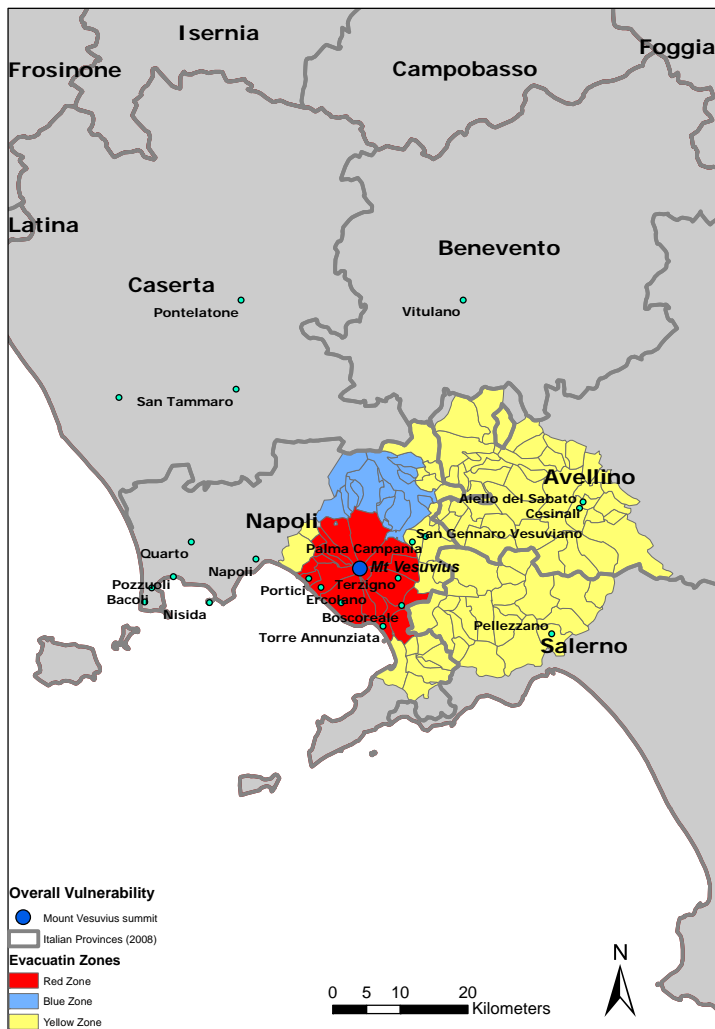 Isernia
Foggia
Frosinone
Campobasso
Latina
Benevento
Caserta
Pontelatone
Vitulano
San Tammaro
Avellino
Aiello del Sabato
Cesinali
Napoli
San Gennaro Vesuviano
Palma Campania
Quarto
Mt Vesuvius
Napoli
Terzigno
Pozzuoli
Portici
Bacoli
Ercolano
Nisida
Boscoreale
Pellezzano
Torre Annunziata
Salerno
Overall Vulnerability
Mount Vesuvius summit
Italian Provinces (2008)
Evacuatin Zones
Red Zone
Blue Zone
Yellow Zone
0 5 10 20
Kilometers
N